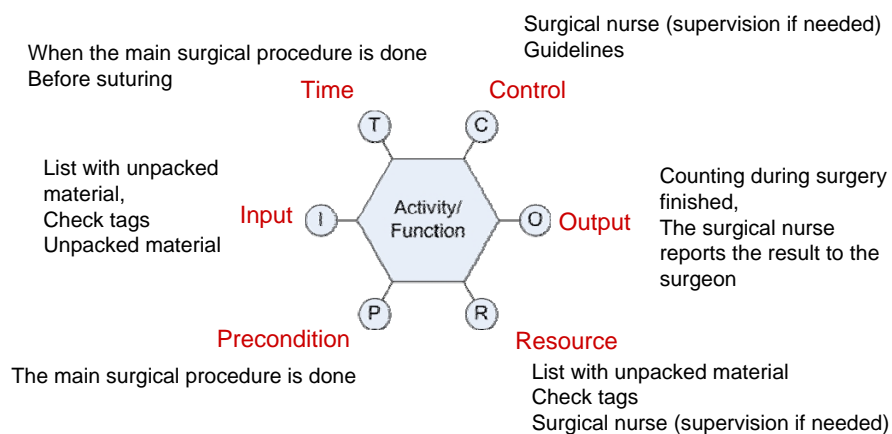 Surgical nurse (supervision if needed)
Guidelines
When the main surgical procedure is done
Before suturing
Time
Control
T
C
List with unpacked
material,
Check tags
Unpacked material
Input
I
Activity/
Function
O
Output
Counting during surgery
finished,
The surgical nurse
reports the result to the
surgeon
P
R
Precondition
Resource
The main surgical procedure is done
List with unpacked material
Check tags
Surgical nurse (supervision if needed)